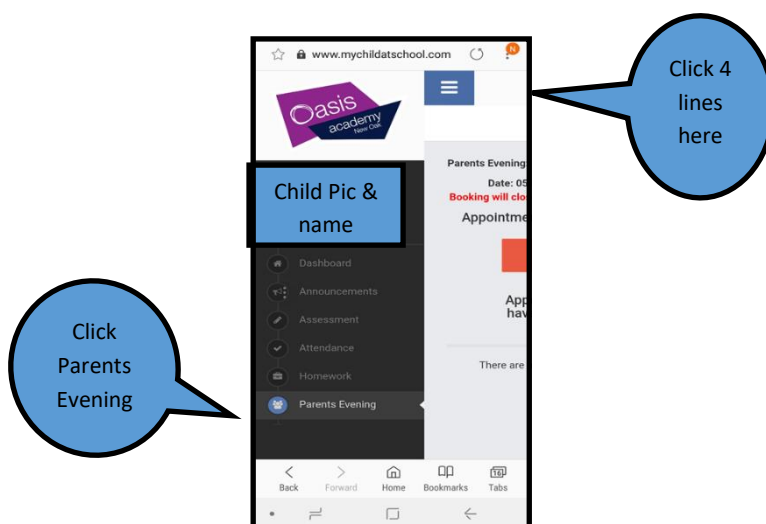 www.mychildatschool.com
N
Click 4
lines
here
Oasis
academy
New Oak
Parents Evening
Date: 05
Booking will clo
Appointme
Child Pic &
name
Dashboard
Announcements
App
hav
Assessment
Attendance
There are
Homework
Parents Evening
Click
Parents
Evening
Back
Forward
Home
Bookmarks
16
Tabs